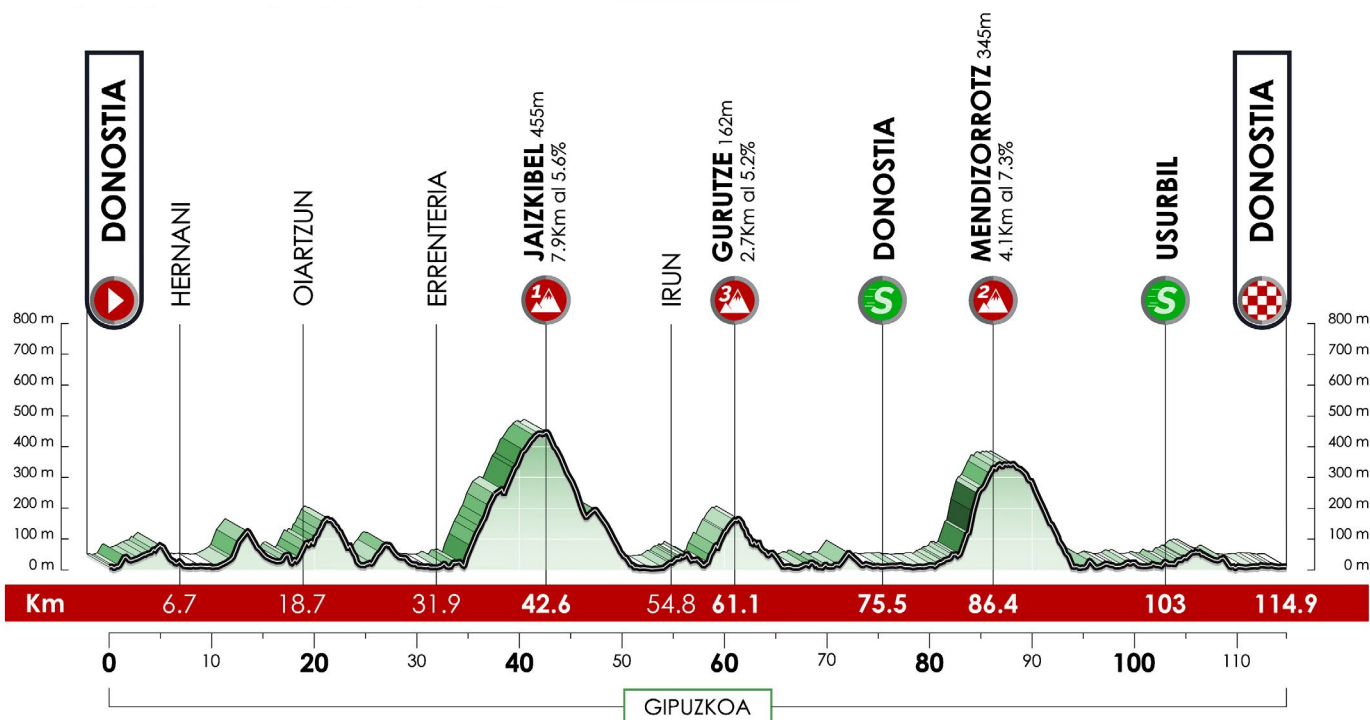 DONOSTIA
HERNANI
OIARTZUN
ERRENTERIA
JAIZKIBEL 455m
7.9Km al 5.6%
1
IRUN
GURUTZE 162m
2.7Km al 5.2%
3
DONOSTIA
S
MENDIZORROTZ 345m
4.1Km al 7.3%
2
USURBIL
S
DONOSTIA
800 m
700 m
600 m
500 m
400 m
300 m
200 m
100 m
0 m
800 m
700 m
600 m
500 m
400 m
300 m
200 m
100 m
0 m
Km 6.7 18.7 31.9 42.6 54.8 61.1 75.5 86.4 103 114.9
0 10 20 30 40 50 60 70 80 90 100 110
GIPUZKOA